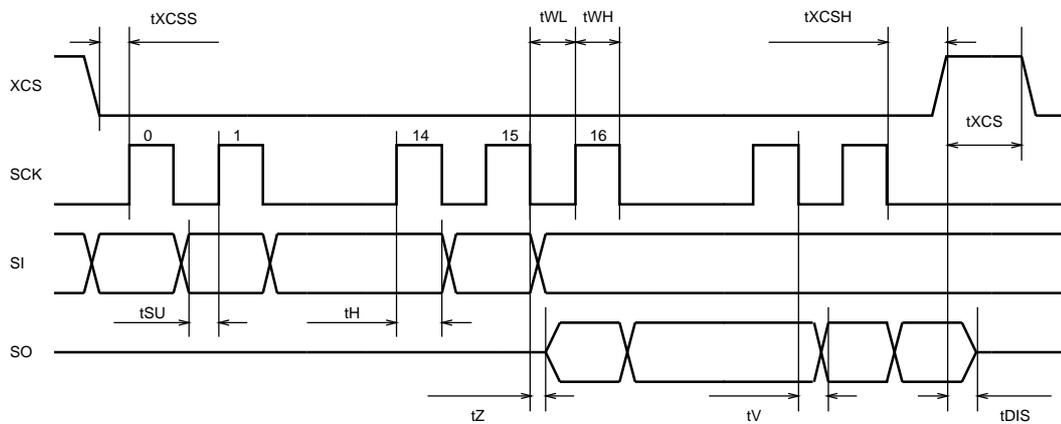 tXCSS
tWL
tWH
tXCSH
XCS
tXCS
0
1
14
15
16
SCK
SI
tSU
tH
SO
tZ
tV
tDIS